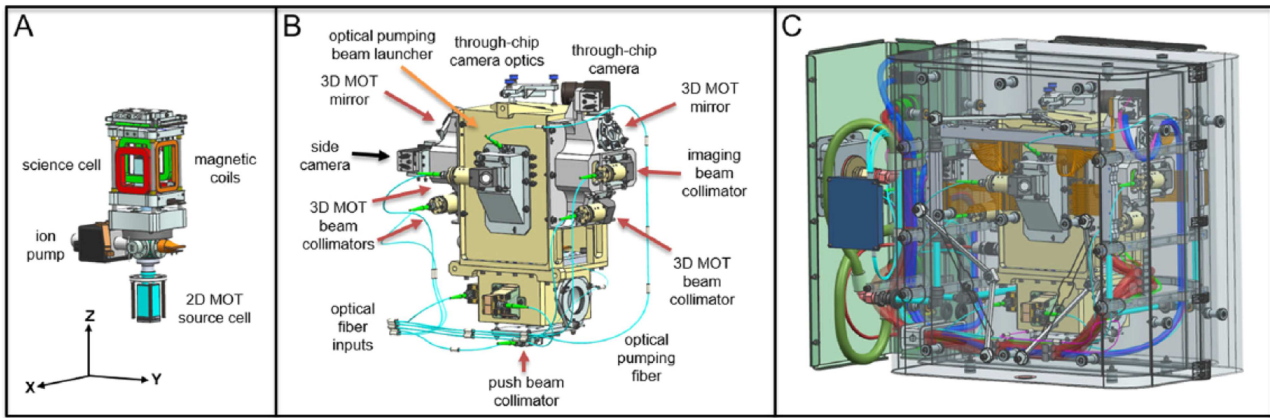 A
science cell
magnetic
coils
ion
pump
2D MOT
source cell
Z
X
Y
B
optical pumping
beam launcher
through-chip
camera optics
through-chip
camera
3D MOT
mirror
3D MOT
mirror
side
camera
imaging
beam
collimator
3D MOT
beam
collimators
3D MOT
beam
collimator
optical
fiber
inputs
optical
pumping
fiber
push beam
collimator
C